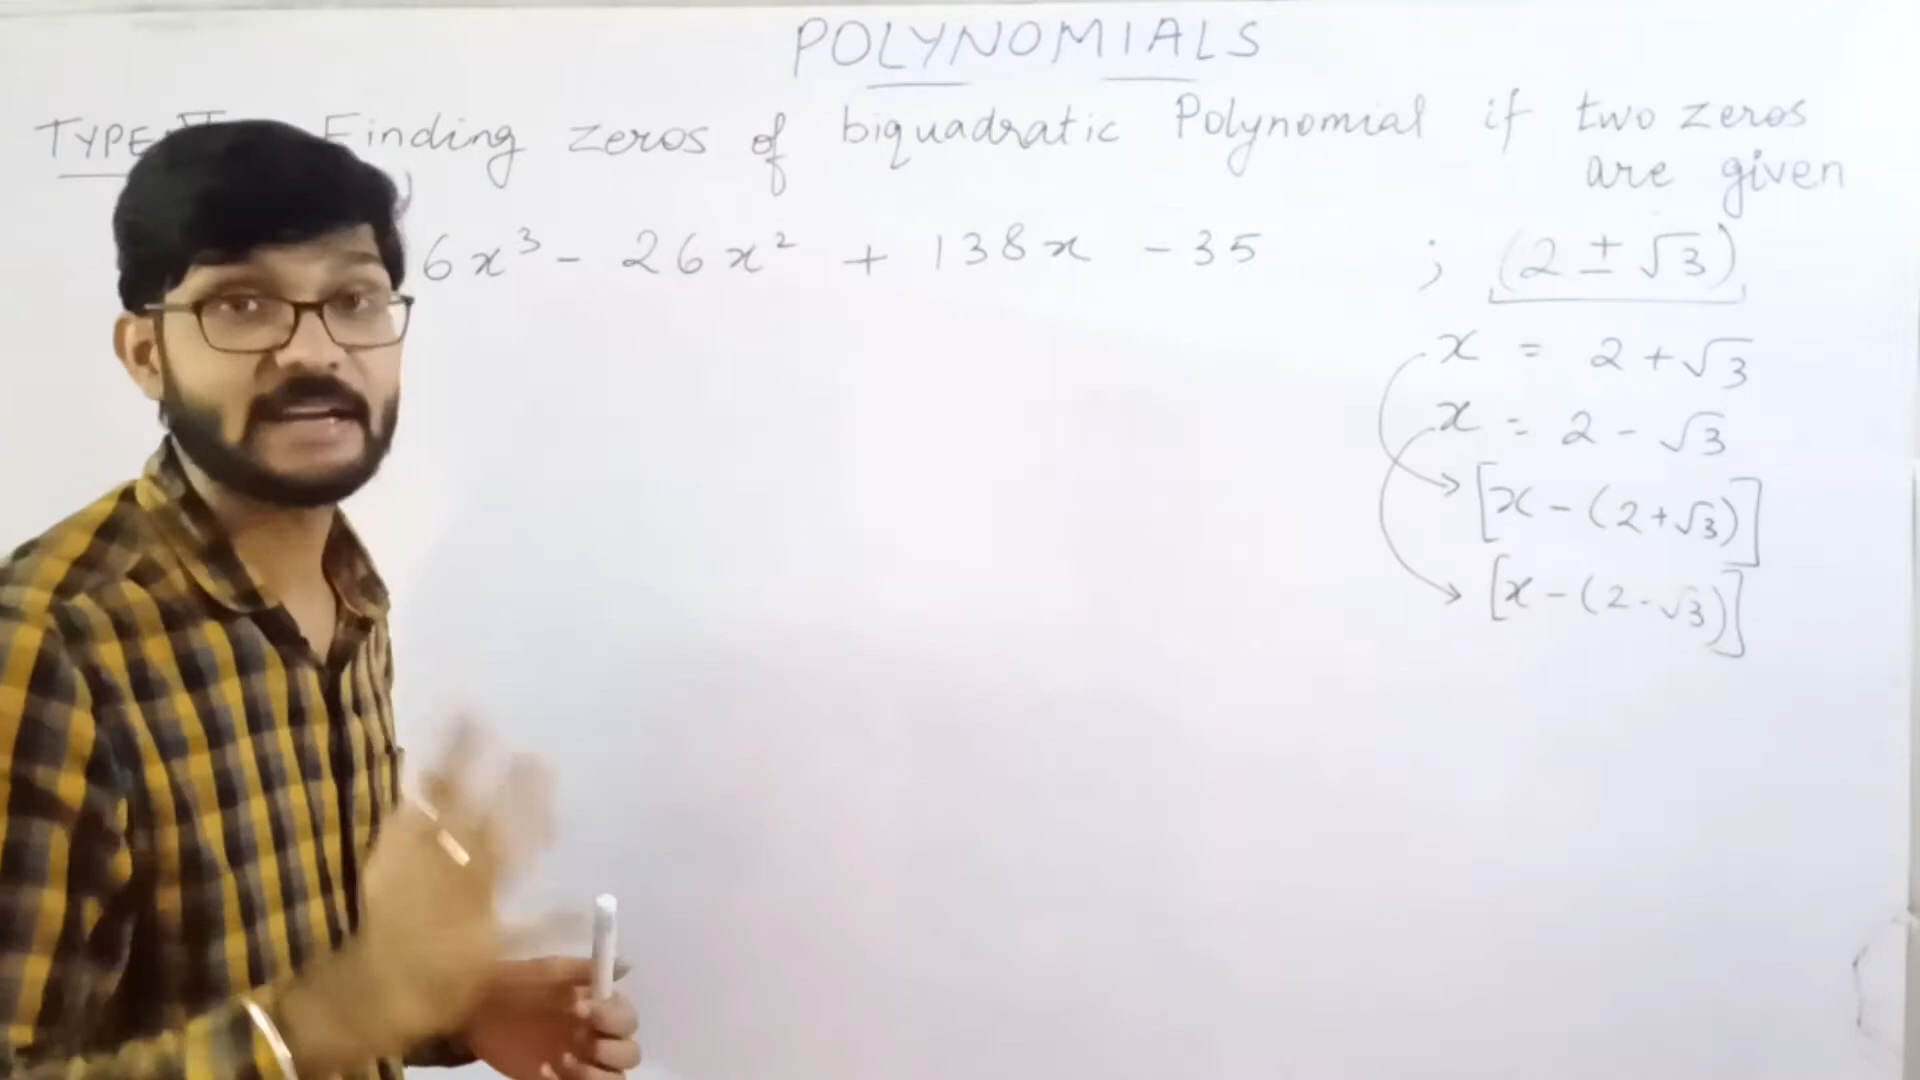 POLYNOMIALS
TYPE Finding zeros of biquadratic Polynomial if two zeros
are given
6x³ - 26x² + 138x - 35 ; (2 ± √3)
x = 2 + √3
x = 2 - √3
[x - (2 + √3)]
[x - (2 - √3)]